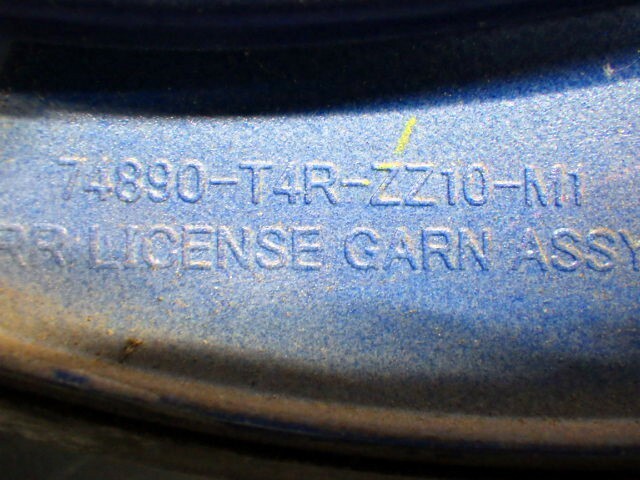 74890-T4R-ZZ10-M1
RR LICENSE GARN ASSY